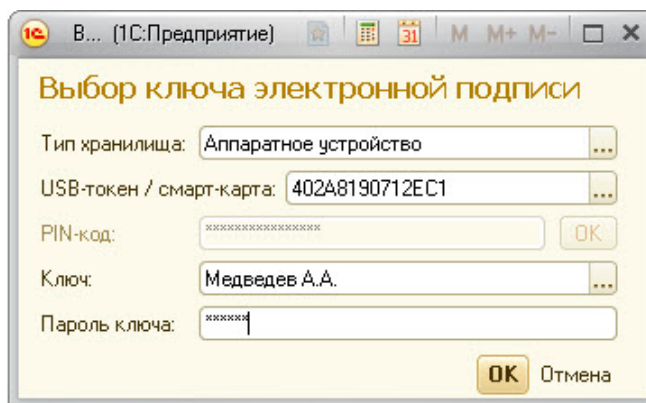 1С В... (1С:Предприятие) 31 M M+ M-
Выбор ключа электронной подписи
Тип хранилища: Аппаратное устройство ...
USB-токен / смарт-карта: 402A8190712EC1 ...
PIN-код: **************** OK
Ключ: Медведев А.А. ...
Пароль ключа: ******
OK Отмена